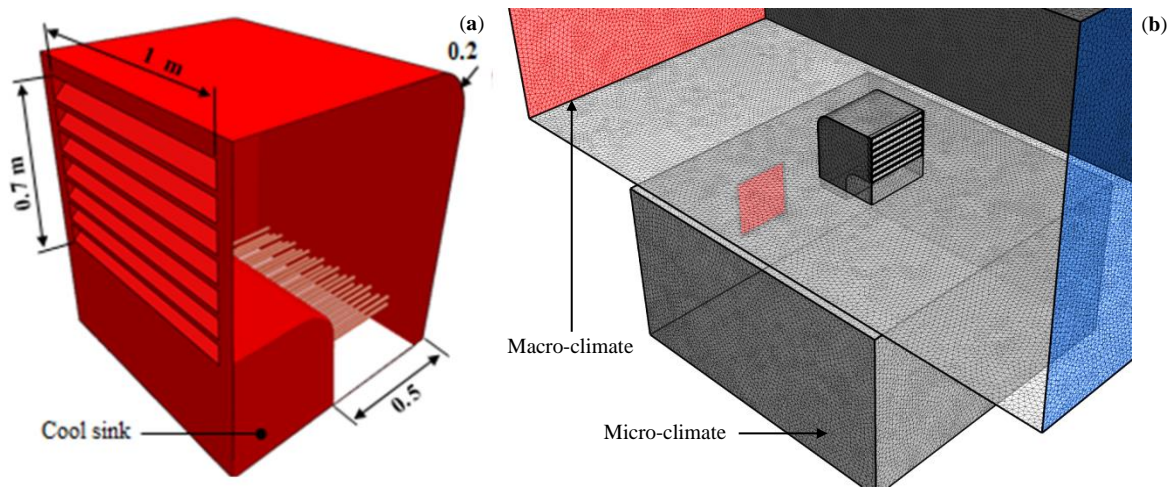 (a)
1 m
0.2
0.7 m
0.5
Cool sink
(b)
Macro-climate
Micro-climate